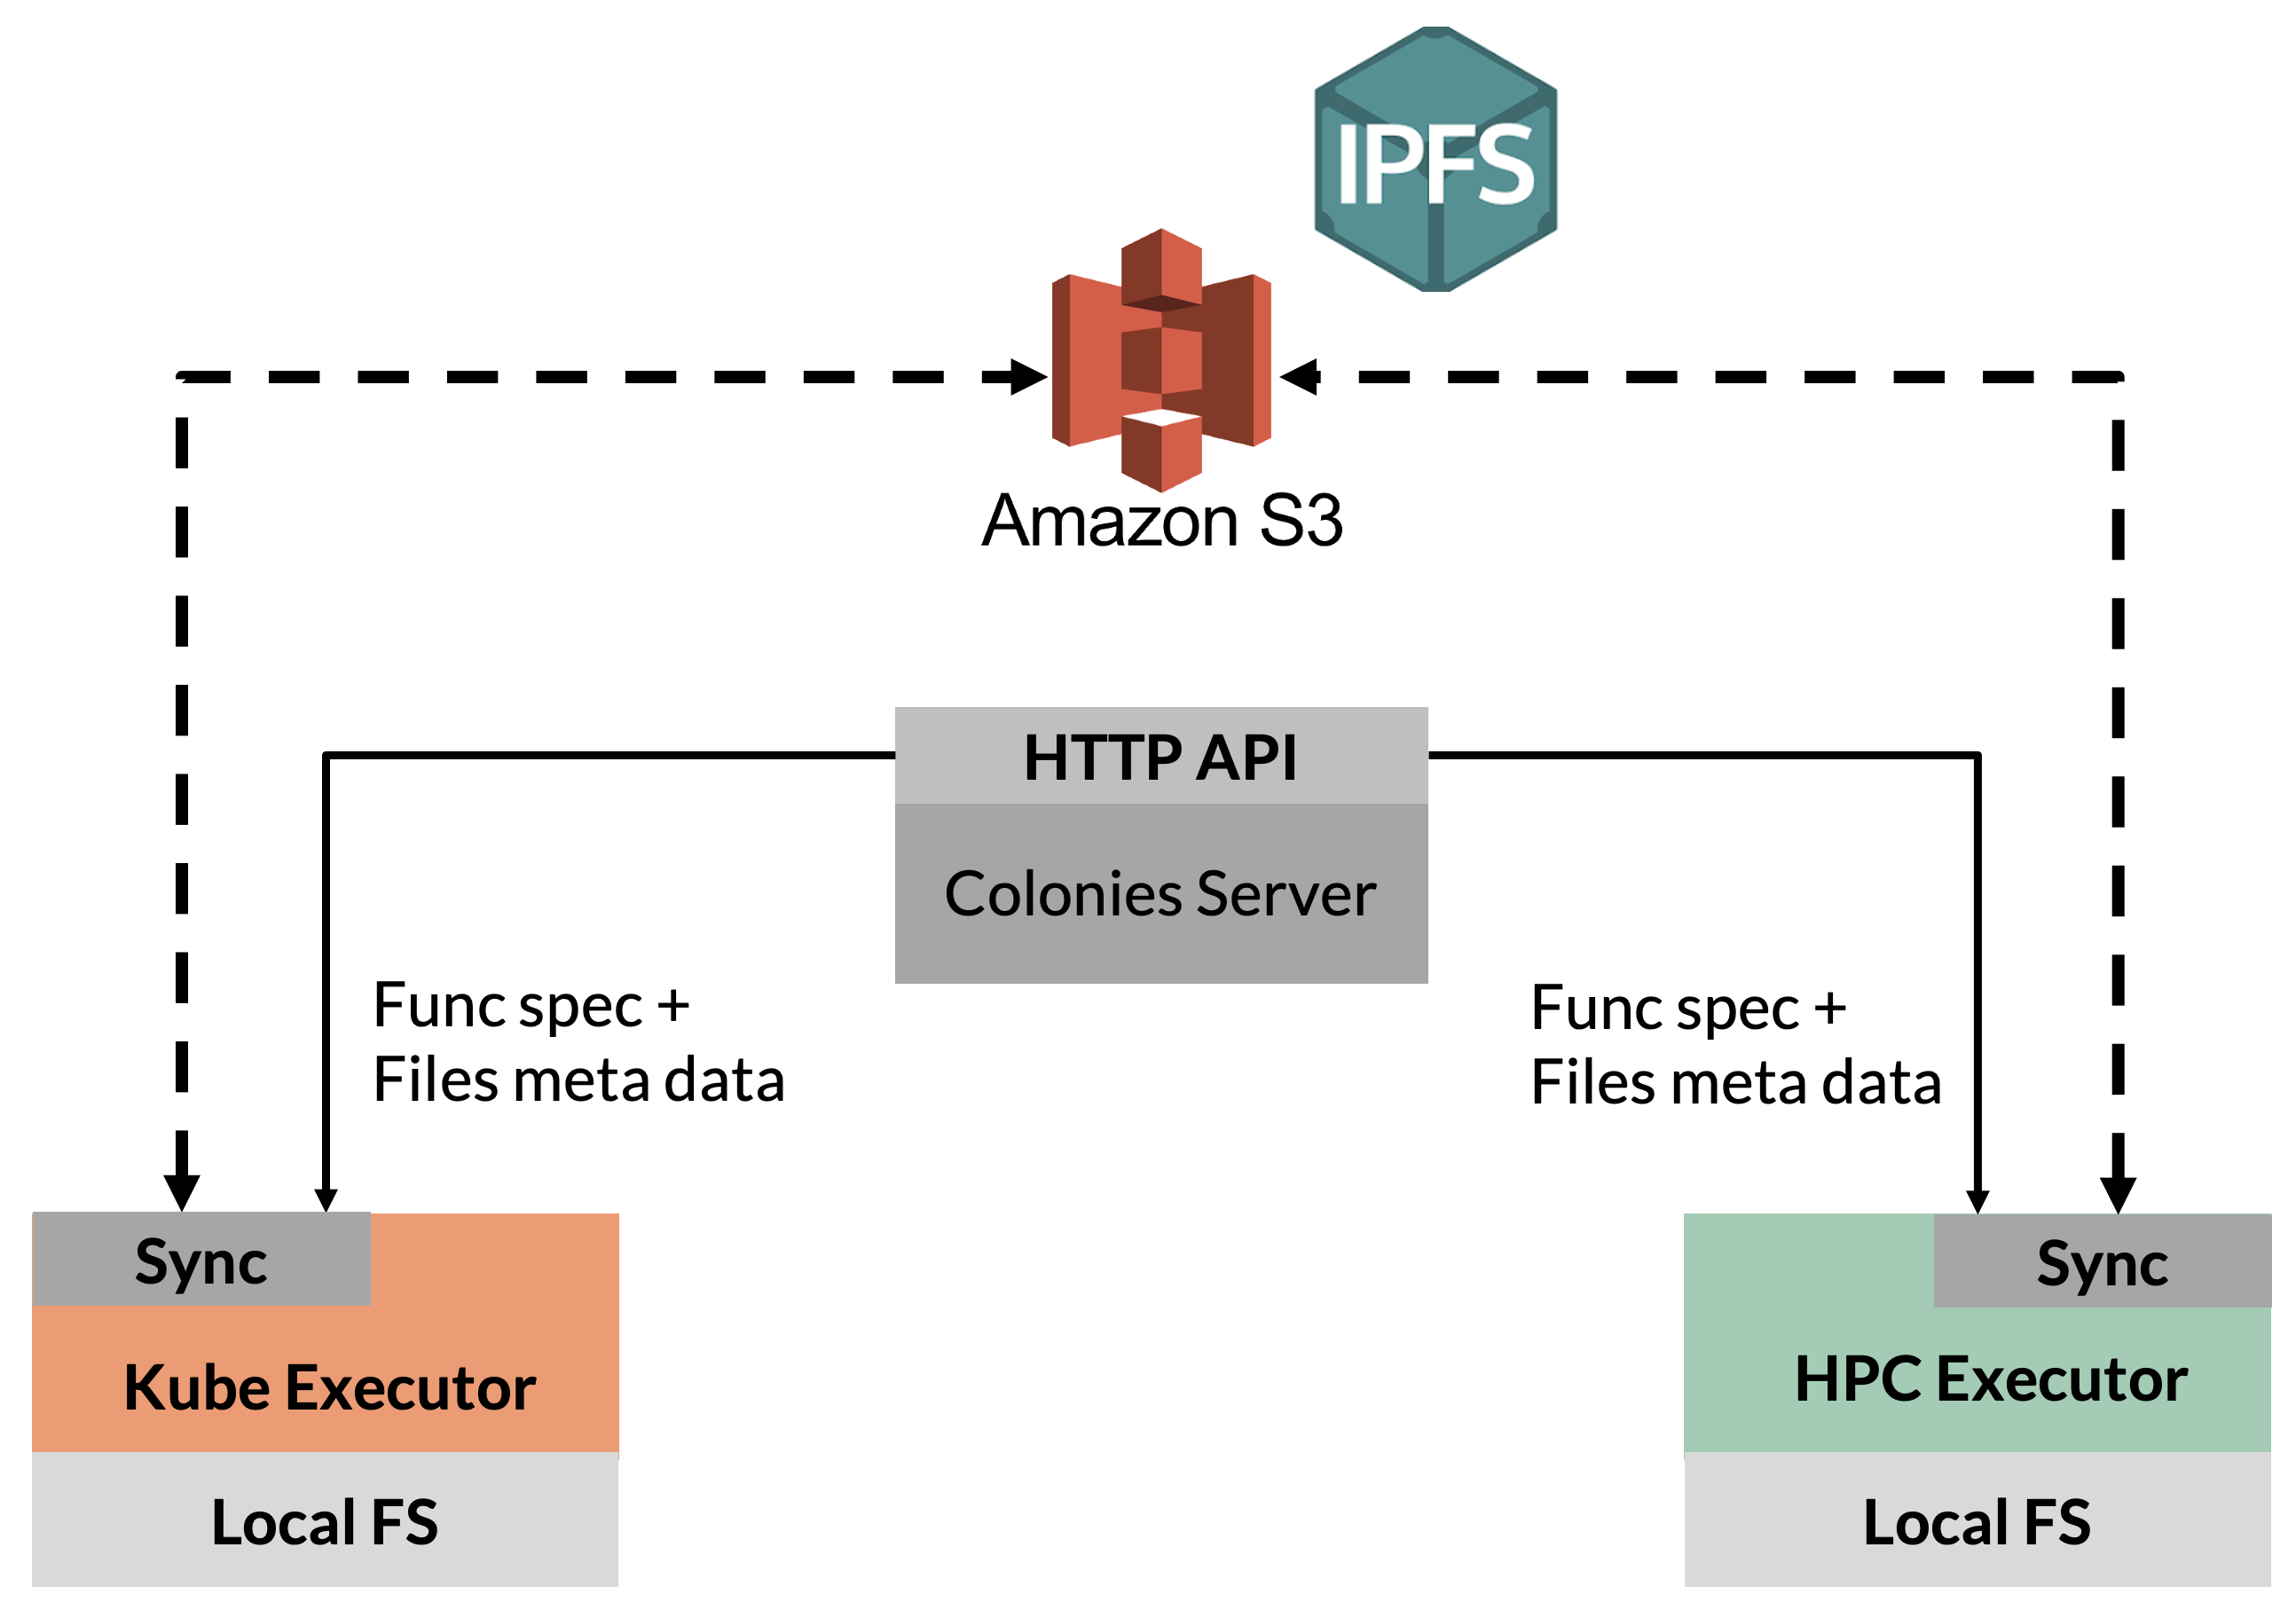 IPFS
Amazon S3
HTTP API
Colonies Server
Func spec +
Files meta data
Func spec +
Files meta data
Sync
Kube Executor
Local FS
Sync
HPC Executor
Local FS